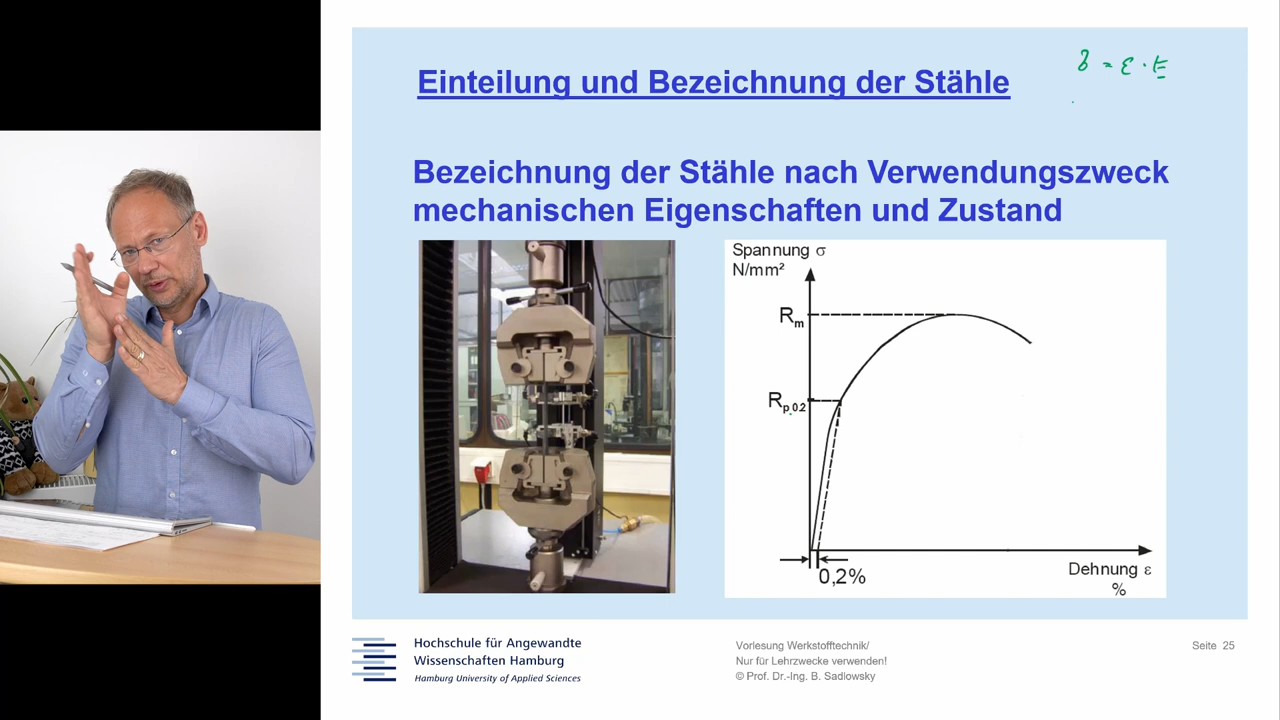 Einteilung und Bezeichnung der Stähle
σ = ε · E
Bezeichnung der Stähle nach Verwendungszweck
mechanischen Eigenschaften und Zustand
Spannung σ
N/mm²
Rm
Rp,0.2
0,2%
Dehnung ε
%
Hochschule für Angewandte
Wissenschaften Hamburg
Hamburg University of Applied Sciences
Vorlesung Werkstofftechnik/
Nur für Lehrzwecke verwenden!
© Prof. Dr.-Ing. B. Sadlowsky
Seite 25